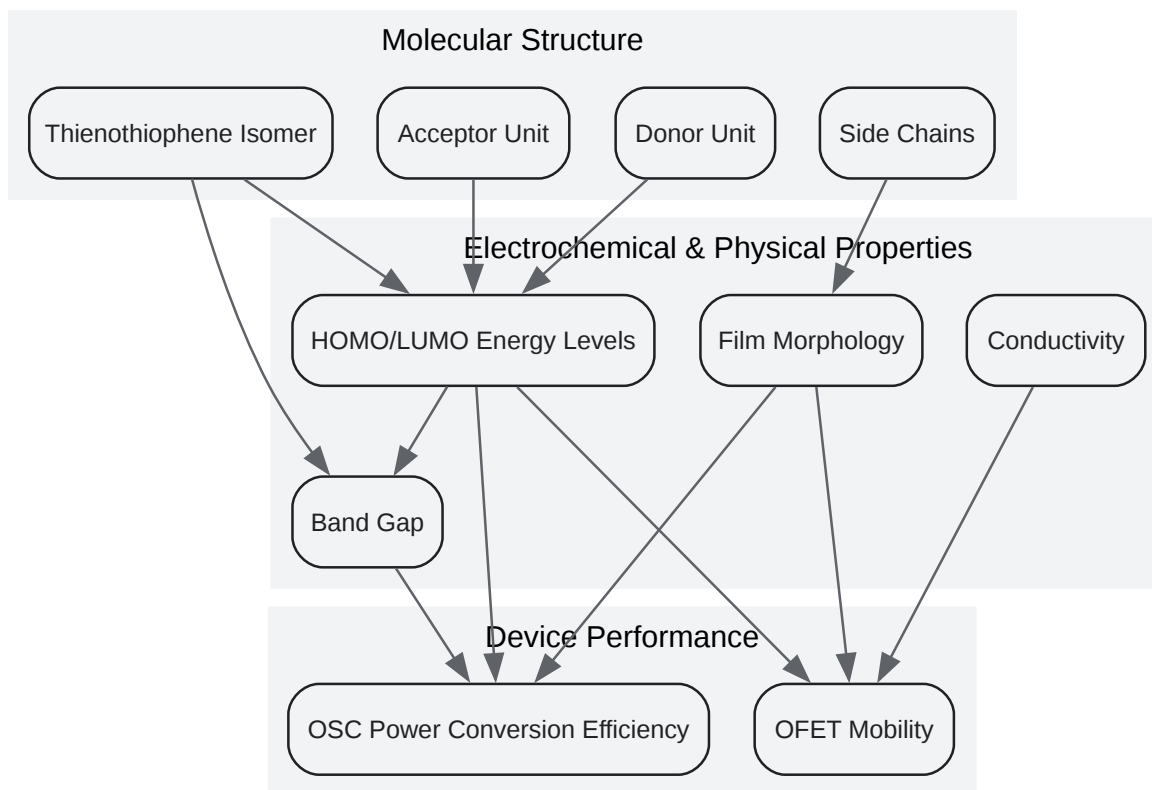 Molecular Structure
Thienothiophene Isomer
Acceptor Unit
Donor Unit
Side Chains
Electrochemical & Physical Properties
HOMO/LUMO Energy Levels
Film Morphology
Conductivity
Band Gap
Device Performance
OSC Power Conversion Efficiency
OFET Mobility